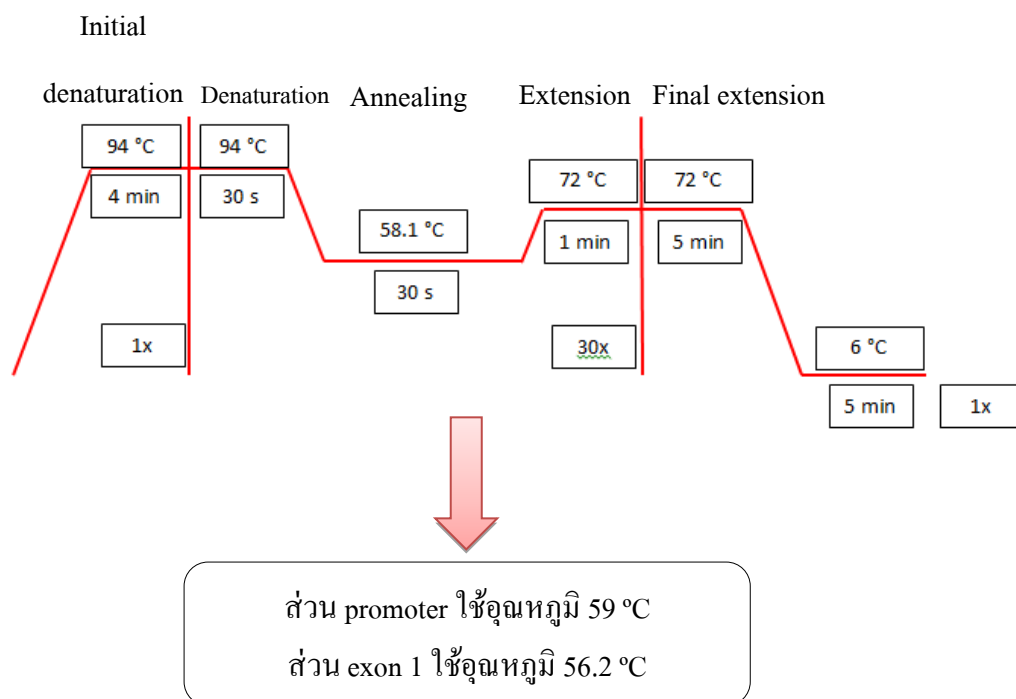 Initial
denaturation Denaturation Annealing Extension Final extension
94 °C 94 °C
4 min 30 s
72 °C 72 °C
58.1 °C
1 min 5 min
30 s
1x 30x 6 °C
5 min 1x
ส่วน promoter ใช้อุณหภูมิ 59 ºC
ส่วน exon 1 ใช้อุณหภูมิ 56.2 ºC